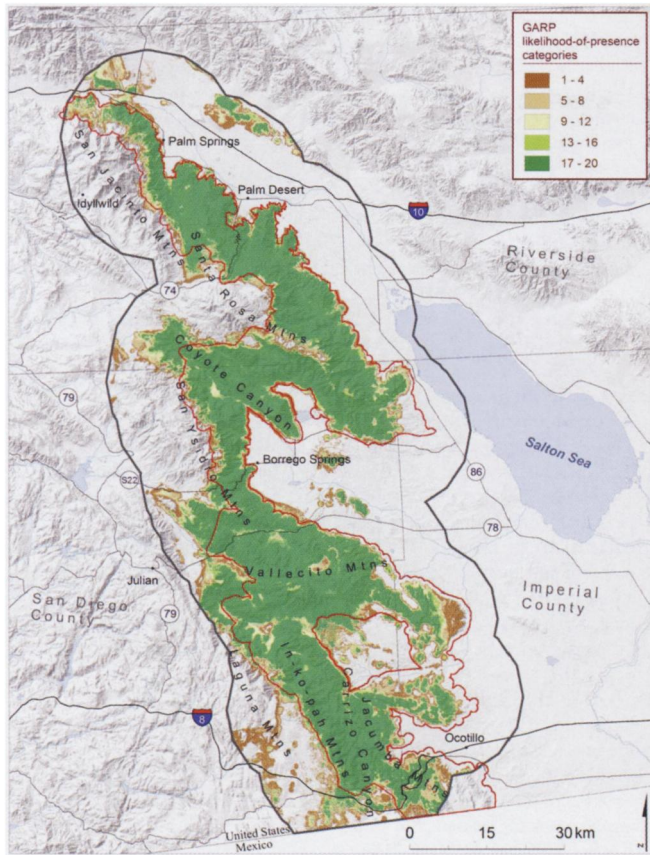 GARP
likelihood-of-presence
categories
1 - 4
5 - 8
9 - 12
13 - 16
17 - 20
Palm Springs
San Jacinto Mtns
Idyllwild
Palm Desert
10
Riverside
County
Santa Rosa Mtns
74
Coyote Canyon
79
San Ysidro Mtns
Borrego Springs
Salton Sea
S22
86
78
Julian
Vallecito Mtns
Imperial
County
San Diego
County
79
In-ko-pah Mtns
Laguna Mtns
Carrizo Canyon
Jacumba Mtns
8
Ocotillo
United States
Mexico
0 15 30 km
N